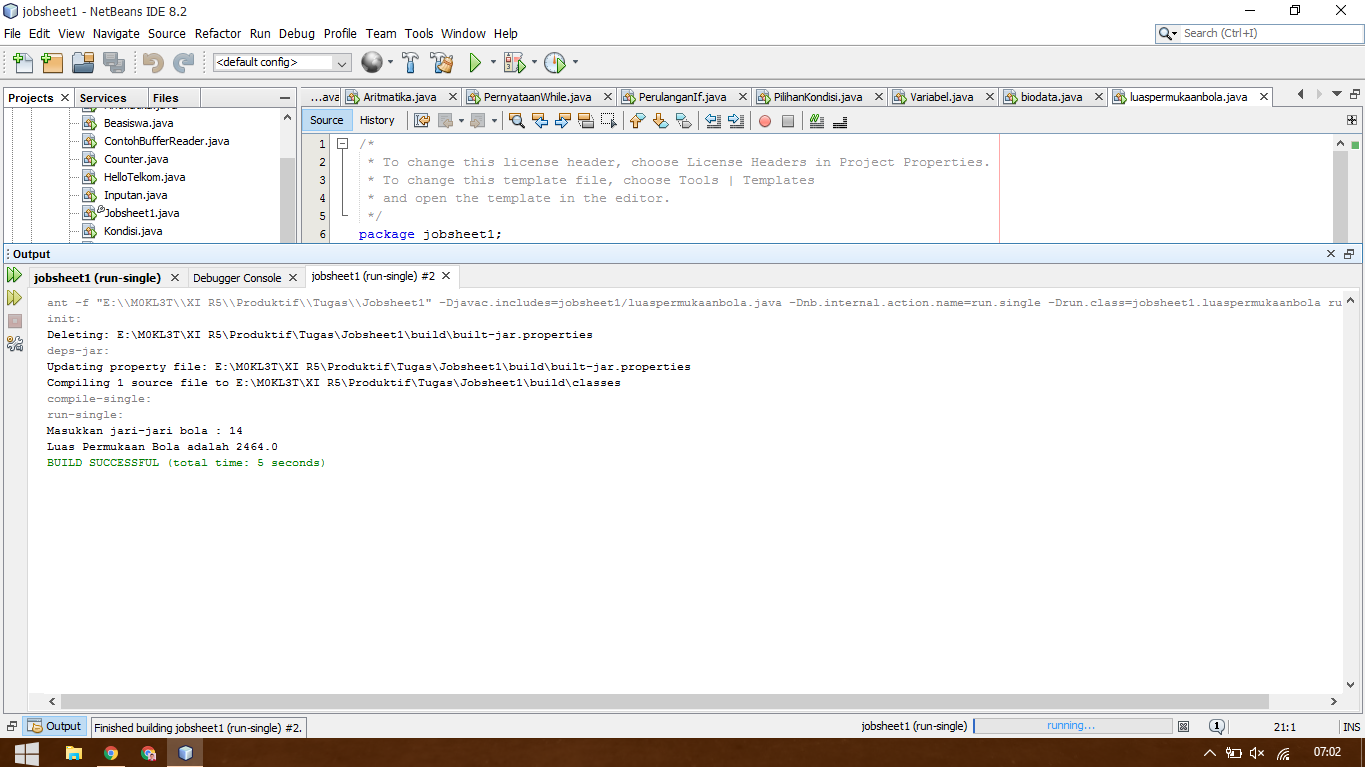 jobsheet1 - NetBeans IDE 8.2
File Edit View Navigate Source Refactor Run Debug Profile Team Tools Window Help
Search (Ctrl+I)
<default config>
Projects Services Files
...ava Aritmatika.java PernyataanWhile.java PerulanganIf.java PilihanKondisi.java Variabel.java biodata.java luaspermukaanbola.java
Beasiswa.java
ContohBufferReader.java
Counter.java
HelloTelkom.java
Inputan.java
Jobsheet1.java
Kondisi.java
Source History
1 /*
2 * To change this license header, choose License Headers in Project Properties.
3 * To change this template file, choose Tools | Templates
4 * and open the template in the editor.
5 */
6 package jobsheet1;
Output
jobsheet1 (run-single) Debugger Console jobsheet1 (run-single) #2
ant -f "E:\\M0KL3T\\XI R5\\Produktif\\Tugas\\Jobsheet1" -Djavac.includes=jobsheet1/luaspermukaanbola.java -Dnb.internal.action.name=run.single -Drun.class=jobsheet1.luaspermukaanbola ru
init:
Deleting: E:\M0KL3T\XI R5\Produktif\Tugas\Jobsheet1\build\built-jar.properties
deps-jar:
Updating property file: E:\M0KL3T\XI R5\Produktif\Tugas\Jobsheet1\build\built-jar.properties
Compiling 1 source file to E:\M0KL3T\XI R5\Produktif\Tugas\Jobsheet1\build\classes
compile-single:
run-single:
Masukkan jari-jari bola : 14
Luas Permukaan Bola adalah 2464.0
BUILD SUCCESSFUL (total time: 5 seconds)
Output Finished building jobsheet1 (run-single) #2. jobsheet1 (run-single) running... 1 21:1 INS
07:02